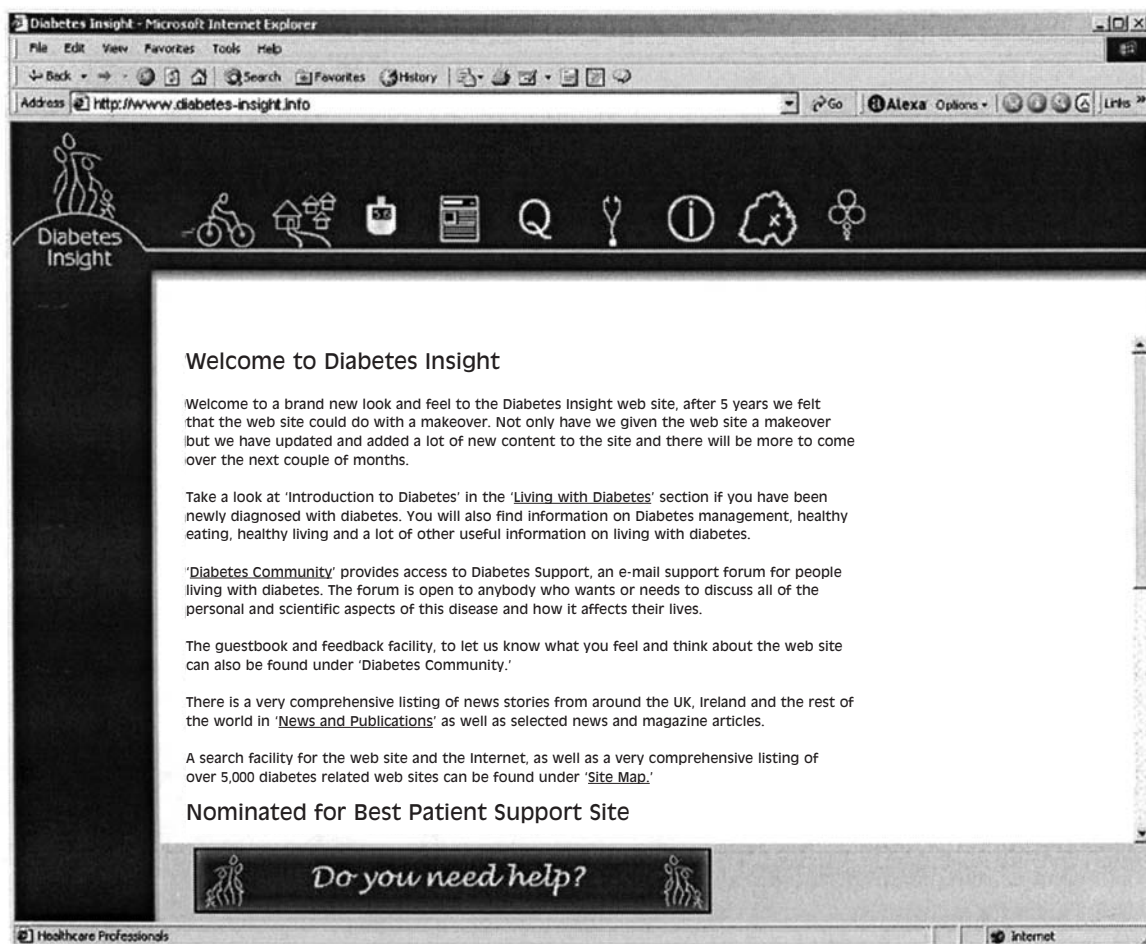 Diabetes Insight - Microsoft Internet Explorer
File Edit View Favorites Tools Help
Back Search Favorites History
Address http://www.diabetes-insight.info Go Alexa Options Links »
5.6
Q
i
x
Diabetes
Insight
Welcome to Diabetes Insight
Welcome to a brand new look and feel to the Diabetes Insight web site, after 5 years we felt
that the web site could do with a makeover. Not only have we given the web site a makeover
but we have updated and added a lot of new content to the site and there will be more to come
over the next couple of months.
Take a look at ‘Introduction to Diabetes’ in the ‘Living with Diabetes’ section if you have been
newly diagnosed with diabetes. You will also find information on Diabetes management, healthy
eating, healthy living and a lot of other useful information on living with diabetes.
‘Diabetes Community’ provides access to Diabetes Support, an e-mail support forum for people
living with diabetes. The forum is open to anybody who wants or needs to discuss all of the
personal and scientific aspects of this disease and how it affects their lives.
The guestbook and feedback facility, to let us know what you feel and think about the web site
can also be found under ‘Diabetes Community.’
There is a very comprehensive listing of news stories from around the UK, Ireland and the rest of
the world in ‘News and Publications’ as well as selected news and magazine articles.
A search facility for the web site and the Internet, as well as a very comprehensive listing of
over 5,000 diabetes related web sites can be found under ‘Site Map.’
Nominated for Best Patient Support Site
Do you need help?
Healthcare Professionals Internet